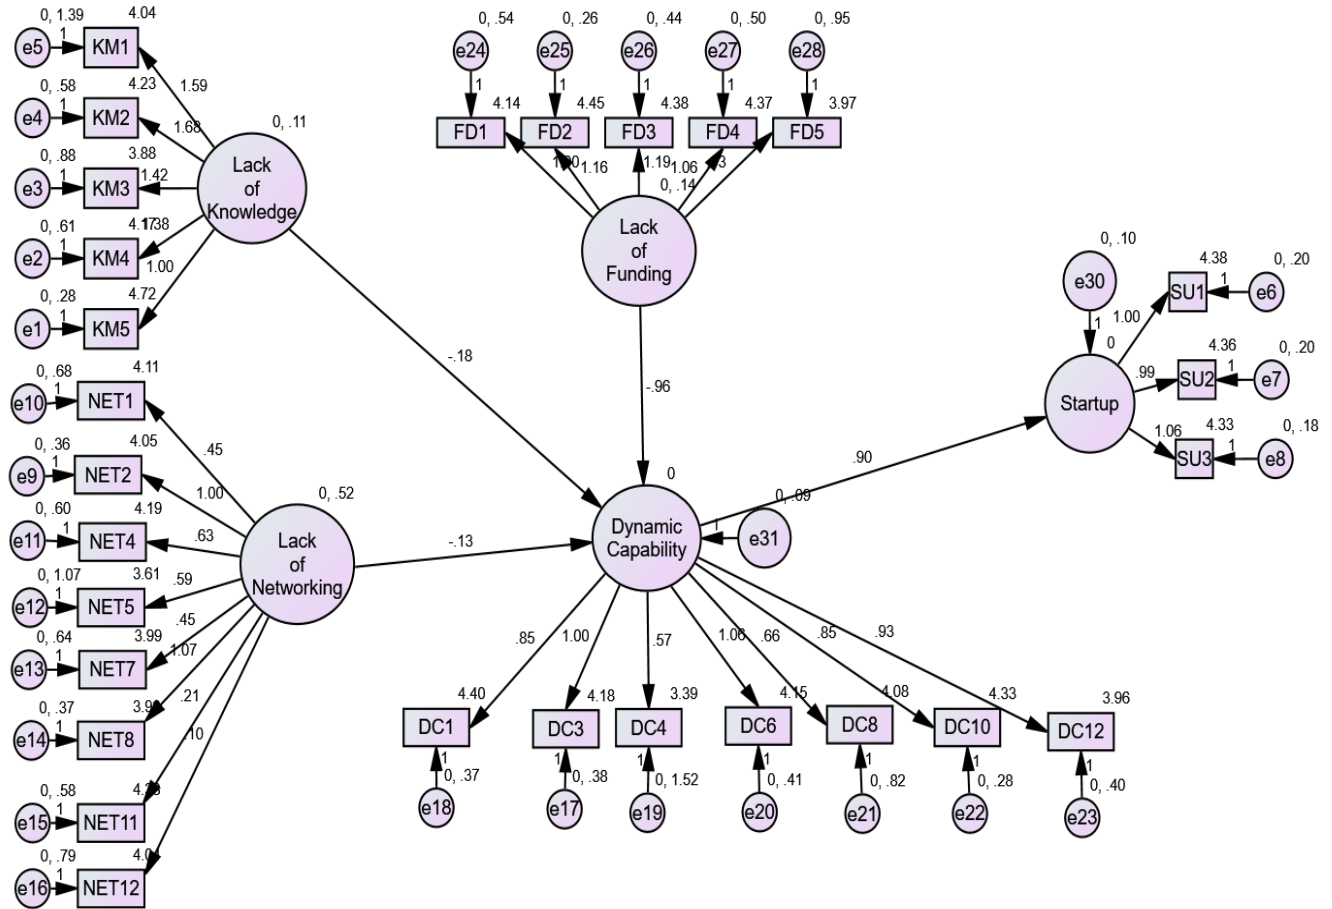 0, 1.39
4.04
e5
1
KM1
1.59
0, .58
4.23
e4
1
KM2
1.68
0, .88
3.88
e3
1
KM3
1.42
0, .61
1.38
e2
1
KM4
1.00
0, .28
4.72
e1
1
KM5
0, .11
Lack
of
Knowledge
0, .54
0, .26
0, .44
0, .50
0, .95
e24
e25
e26
e27
e28
1
1
1
1
1
4.14
4.45
4.38
4.37
3.97
FD1
FD2
FD3
FD4
FD5
1.00
1.16
1.19
1.06
0, .14
Lack
of
Funding
-.18
-.96
0, .10
e30
1
0
Startup
4.38
0, .20
SU1
1
e6
1.00
4.36
0, .20
SU2
1
e7
.99
4.33
0, .18
SU3
1
e8
1.06
.90
0, .68
4.11
e10
1
NET1
.45
0, .36
4.05
e9
1
NET2
1.00
0, .60
4.19
e11
1
NET4
.63
0, 1.07
3.61
e12
1
NET5
.59
0, .64
3.99
e13
1
NET7
.45
1.07
0, .37
e14
1
NET8
.21
.10
0, .58
e15
1
NET11
0, .79
e16
1
NET12
0, .52
Lack
of
Networking
-.13
0
Dynamic
Capability
0, .09
1
e31
.85
1.00
.57
1.06
.66
.85
.93
4.40
4.18
3.39
4.15
4.08
4.33
3.96
DC1
DC3
DC4
DC6
DC8
DC10
DC12
1
1
1
1
1
1
1
0, .37
0, .38
0, 1.52
0, .41
0, .82
0, .28
0, .40
e18
e17
e19
e20
e21
e22
e23